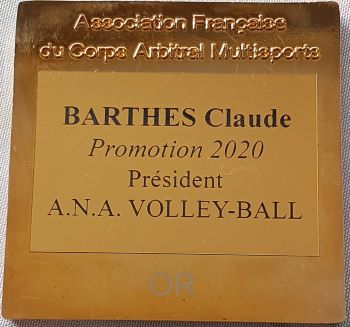 Association Française
du Corps Arbitral Multisports
BARTHES Claude
Promotion 2020
Président
A.N.A. VOLLEY-BALL
OR